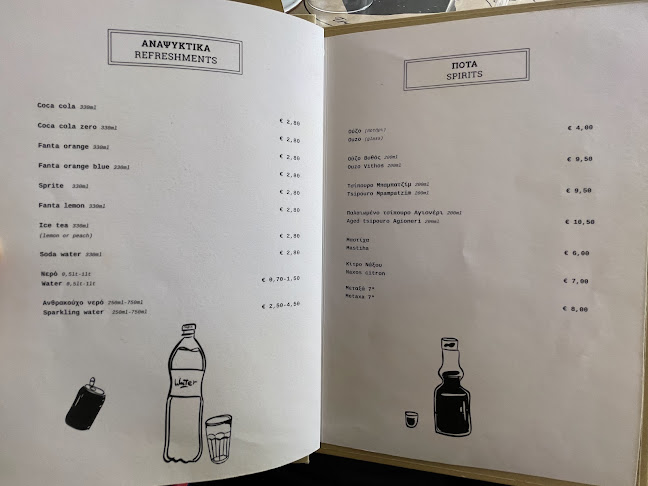 ΑΝΑΨΥΚΤΙΚΑ
REFRESHMENTS
Coca cola 330ml € 2,80
Coca cola zero 330ml € 2,80
Fanta orange 330ml € 2,80
Fanta orange blue 330ml € 2,80
Sprite 330ml € 2,80
Fanta lemon 330ml € 2,80
Ice tea 330ml
(lemon or peach) € 2,80
Soda water 330ml € 2,80
Νερό 0,5lt-1lt
Water 0,5lt-1lt € 0,70-1,50
Ανθρακούχο νερό 250ml-750ml
Sparkling water 250ml-750ml € 2,50-4,50
Water
ΠΟΤΑ
SPIRITS
Ούζο (ποτήρι)
Ouzo (glass) € 4,00
Ούζο Βυθός 200ml
Ouzo Vithos 200ml € 9,50
Τσίπουρο Μπαμπατζίμ 200ml
Tsipouro Mpampatzim 200ml € 9,50
Παλαιωμένο τσίπουρο Αγιονέρι 200ml
Aged tsipouro Agioneri 200ml € 10,50
Μαστίχα
Mastiha € 6,00
Κίτρο Νάξου
Naxos citron € 7,00
Μεταξά 7*
Metaxa 7* € 8,00